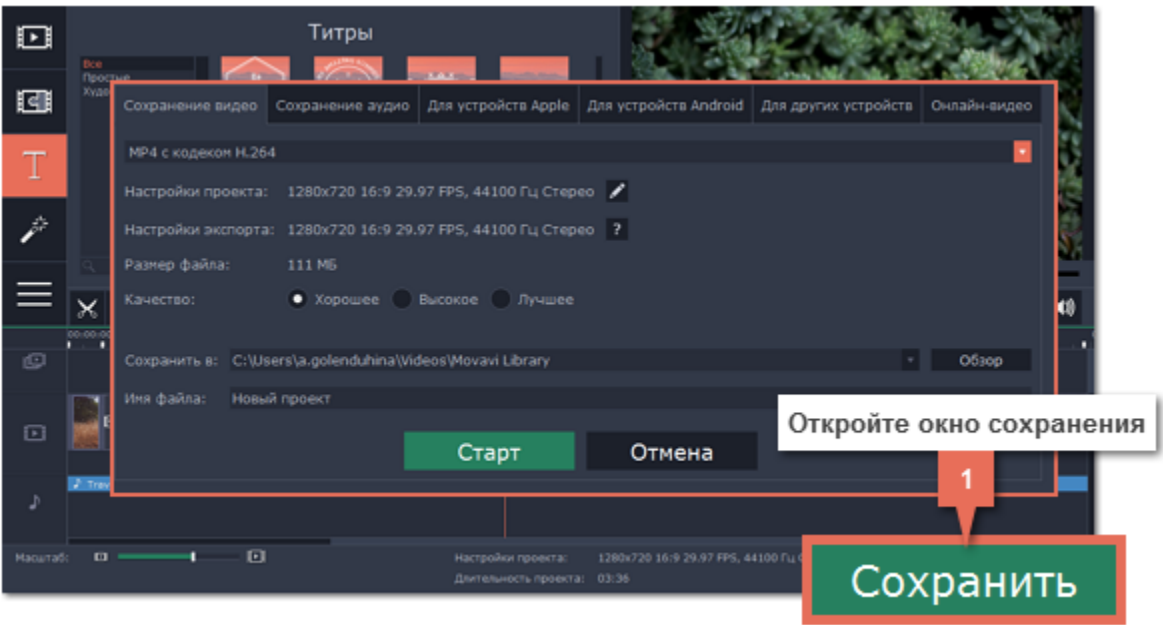 Титры
Все
Простые
Сохранение видео Сохранение аудио Для устройств Apple Для устройств Android Для других устройств Онлайн-видео
MP4 с кодеком H.264
Настройки проекта: 1280x720 16:9 29.97 FPS, 44100 Гц Стерео
Настройки экспорта: 1280x720 16:9 29.97 FPS, 44100 Гц Стерео ?
Размер файла: 111 МБ
Качество: Хорошее Высокое Лучшее
Сохранить в: C:\Users\a.golenduhina\Videos\Movavi Library Обзор
Имя файла: Новый проект
Откройте окно сохранения
Старт Отмена
1
Масштаб:
Настройки проекта: 1280x720 16:9 29.97 FPS, 44100 Гц
Длительность проекта: 03:36
Сохранить